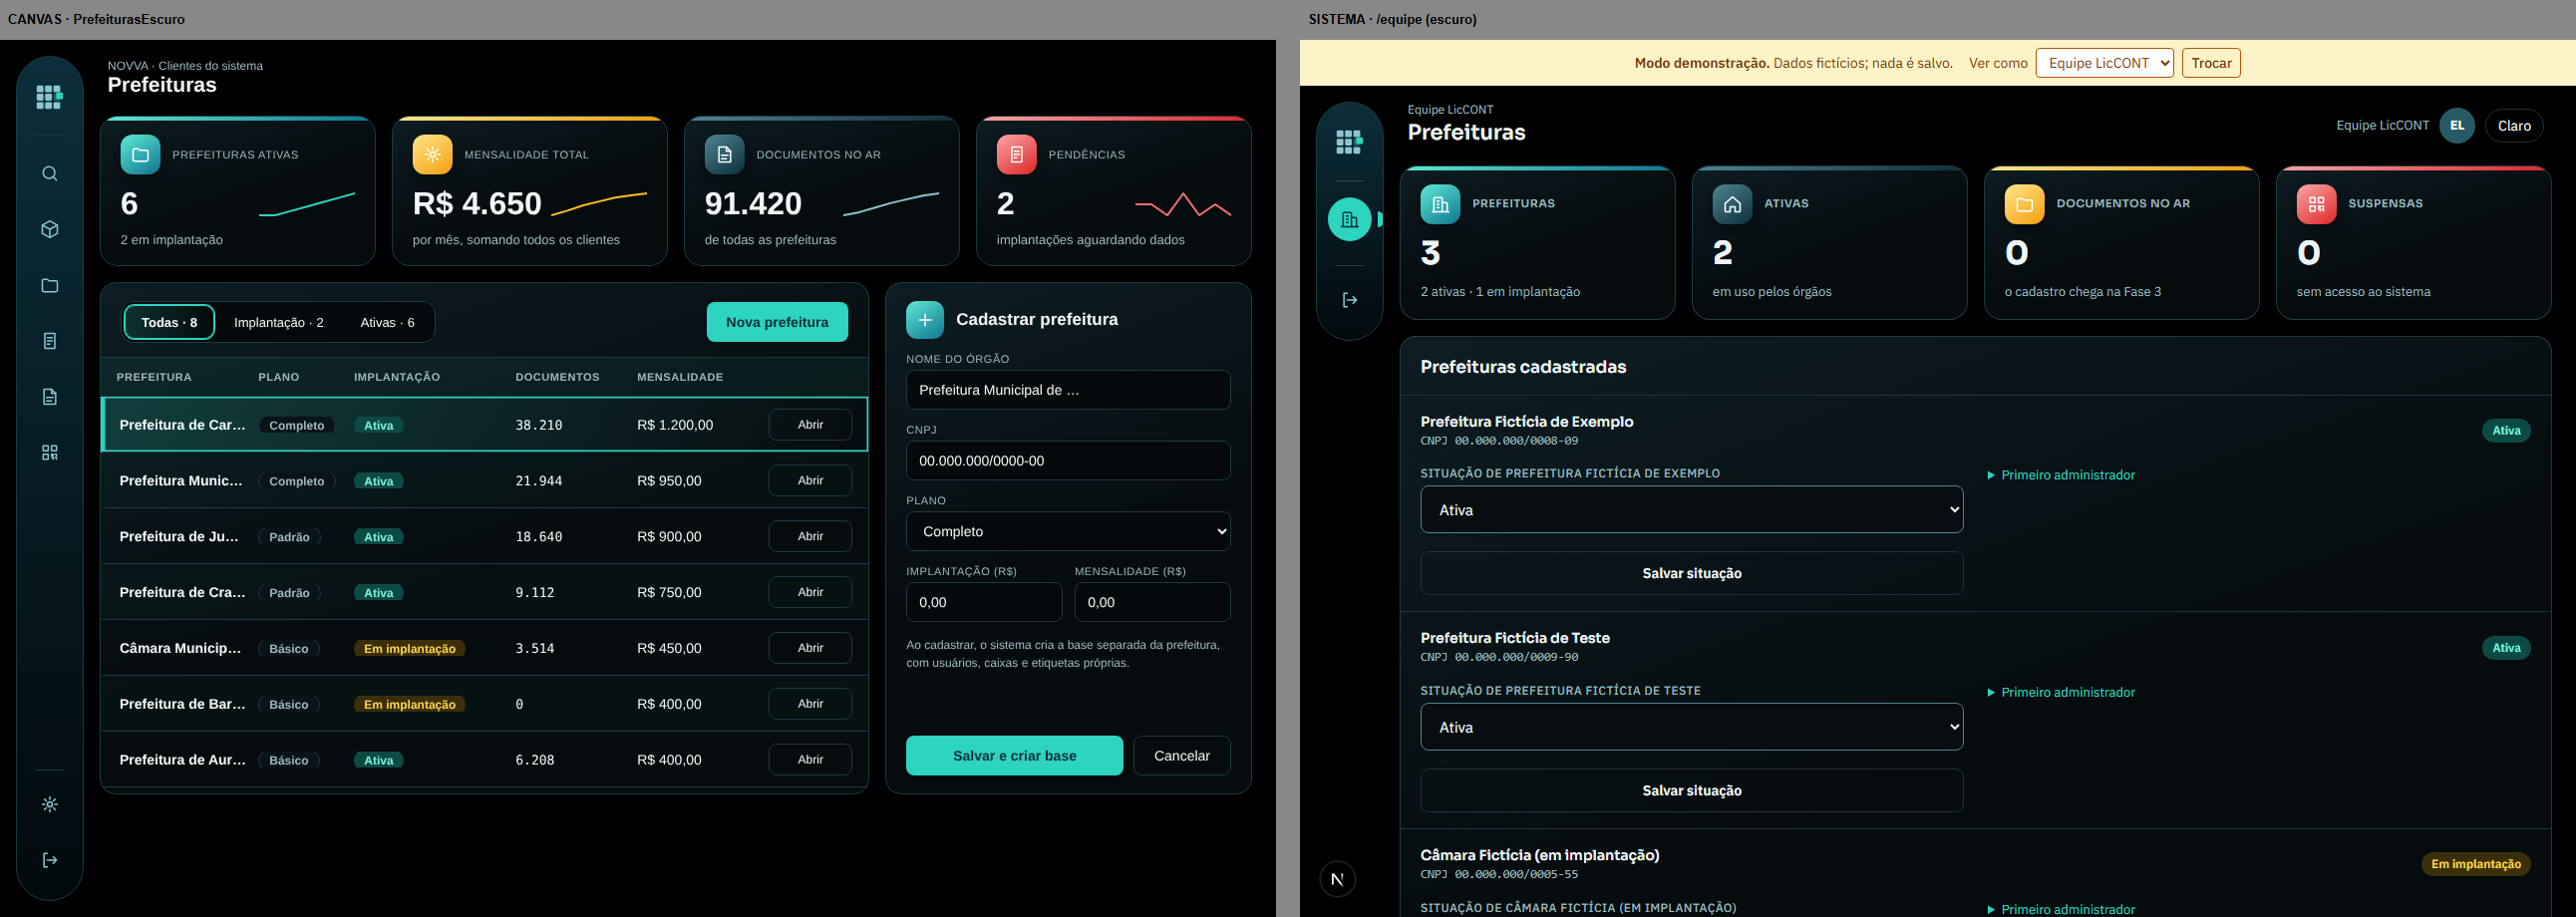 CANVAS · PrefeiturasEscuro
NOVVA · Clientes do sistema
Prefeituras
PREFEITURAS ATIVAS
6
2 em implantação
MENSALIDADE TOTAL
R$ 4.650
por mês, somando todos os clientes
DOCUMENTOS NO AR
91.420
de todas as prefeituras
PENDÊNCIAS
2
implantações aguardando dados
Todas · 8 Implantação · 2 Ativas · 6 Nova prefeitura
PREFEITURA PLANO IMPLANTAÇÃO DOCUMENTOS MENSALIDADE
Prefeitura de Car... Completo Ativa 38.210 R$ 1.200,00 Abrir
Prefeitura Munic... Completo Ativa 21.944 R$ 950,00 Abrir
Prefeitura de Ju... Padrão Ativa 18.640 R$ 900,00 Abrir
Prefeitura de Cra... Padrão Ativa 9.112 R$ 750,00 Abrir
Câmara Municip... Básico Em implantação 3.514 R$ 450,00 Abrir
Prefeitura de Bar... Básico Em implantação 0 R$ 400,00 Abrir
Prefeitura de Aur... Básico Ativa 6.208 R$ 400,00 Abrir
Cadastrar prefeitura
NOME DO ÓRGÃO
Prefeitura Municipal de ...
CNPJ
00.000.000/0000-00
PLANO
Completo
IMPLANTAÇÃO (R$) MENSALIDADE (R$)
0,00 0,00
Ao cadastrar, o sistema cria a base separada da prefeitura,
com usuários, caixas e etiquetas próprias.
Salvar e criar base Cancelar
SISTEMA · /equipe (escuro)
Modo demonstração. Dados fictícios; nada é salvo. Ver como Equipe LicCONT Trocar
Equipe LicCONT
Prefeituras
Equipe LicCONT EL Claro
PREFEITURAS
3
2 ativas · 1 em implantação
ATIVAS
2
em uso pelos órgãos
DOCUMENTOS NO AR
0
o cadastro chega na Fase 3
SUSPENSAS
0
sem acesso ao sistema
Prefeituras cadastradas
Prefeitura Fictícia de Exemplo
CNPJ 00.000.000/0008-09
Ativa
SITUAÇÃO DE PREFEITURA FICTÍCIA DE EXEMPLO
Primeiro administrador
Ativa
Salvar situação
Prefeitura Fictícia de Teste
CNPJ 00.000.000/0009-90
Ativa
SITUAÇÃO DE PREFEITURA FICTÍCIA DE TESTE
Primeiro administrador
Ativa
Salvar situação
Câmara Fictícia (em implantação)
CNPJ 00.000.000/0005-55
Em implantação
SITUAÇÃO DE CÂMARA FICTÍCIA (EM IMPLANTAÇÃO)
Primeiro administrador
N